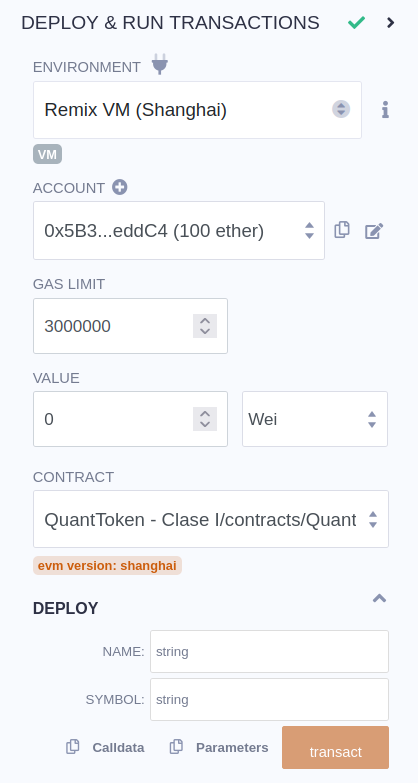 DEPLOY & RUN TRANSACTIONS
ENVIRONMENT
Remix VM (Shanghai)
VM
ACCOUNT
0x5B3...eddC4 (100 ether)
GAS LIMIT
3000000
VALUE
0 Wei
CONTRACT
QuantToken - Clase I/contracts/Quant
evm version: shanghai
DEPLOY
NAME: string
SYMBOL: string
Calldata Parameters transact